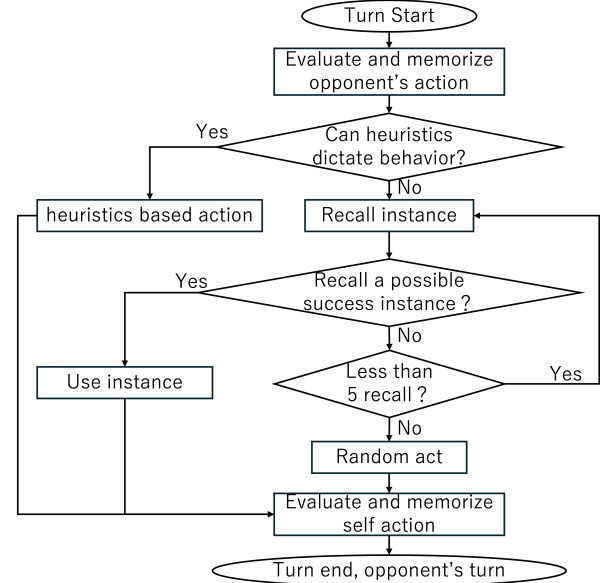 Turn Start
Evaluate and memorize
opponent's action
Yes
Can heuristics
dictate behavior?
No
heuristics based action
Recall instance
Yes
Recall a possible
success instance ?
No
Use instance
Less than
5 recall ?
Yes
No
Random act
Evaluate and memorize
self action
Turn end, opponent's turn